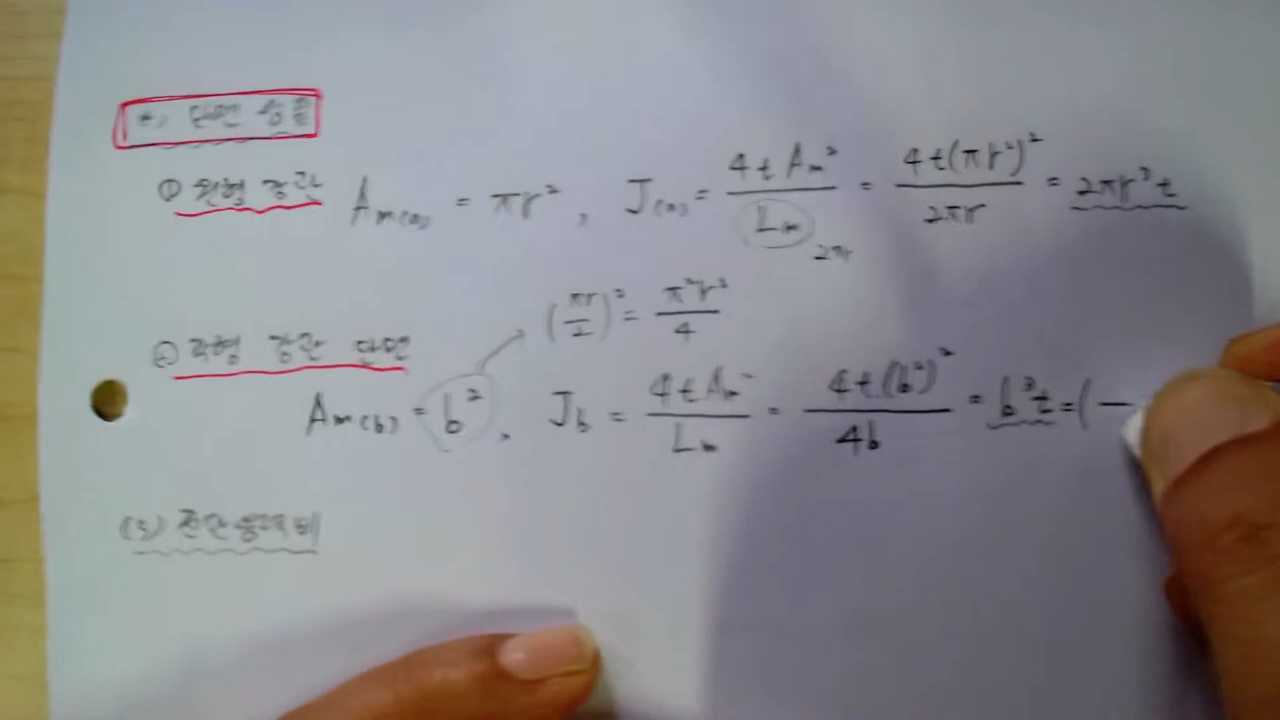 *) 단면 성질
① 원형 강관 Am(a) = πr², J(a) = 4tAm²/Lm = 4t(πr²)²/2πr = 2πr³t
2πr
(πr/2)² = π²r²/4
② 각형 강관 단면
Am(b) = b², Jb = 4tAm²/Lm = 4t(b²)²/4b = b³t = (—
(3) 전단응력비